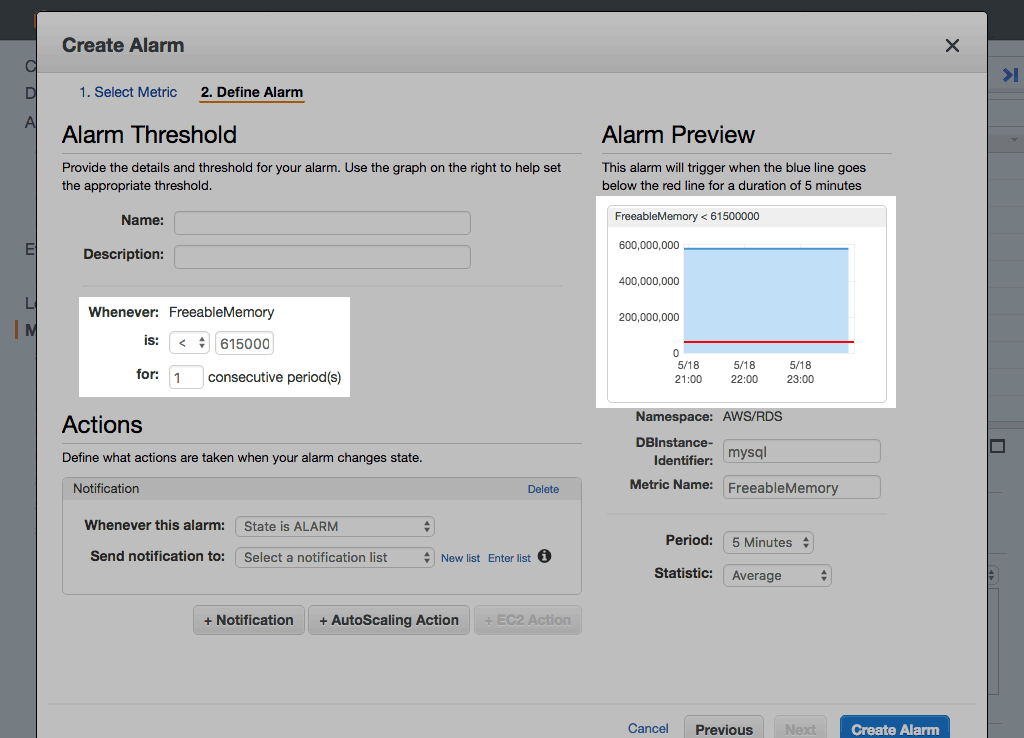 Create Alarm
1. Select Metric 2. Define Alarm
Alarm Threshold
Provide the details and threshold for your alarm. Use the graph on the right to help set
the appropriate threshold.
Name:
Description:
Whenever: FreeableMemory
is: < 615000
for: 1 consecutive period(s)
Actions
Define what actions are taken when your alarm changes state.
Notification Delete
Whenever this alarm: State is ALARM
Send notification to: Select a notification list New list Enter list
+ Notification + AutoScaling Action + EC2 Action
Alarm Preview
This alarm will trigger when the blue line goes
below the red line for a duration of 5 minutes
FreeableMemory < 61500000
600,000,000
400,000,000
200,000,000
0
5/18 5/18 5/18
21:00 22:00 23:00
Namespace: AWS/RDS
DBInstance-
Identifier: mysql
Metric Name: FreeableMemory
Period: 5 Minutes
Statistic: Average
Cancel Previous Next Create Alarm